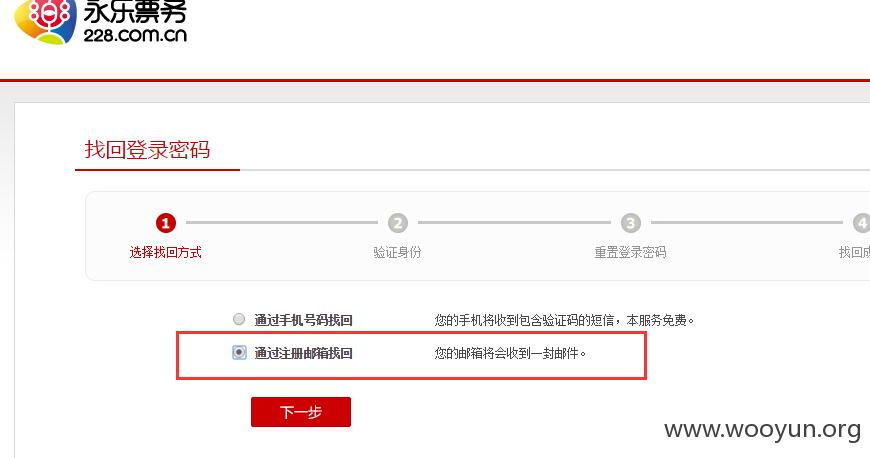 永乐票务
228.com.cn
找回登录密码
1 2 3 4
选择找回方式 验证身份 重置登录密码 找回成
通过手机号码找回 您的手机将收到包含验证码的短信，本服务免费。
通过注册邮箱找回 您的邮箱将会收到一封邮件。
下一步
www.wooyun.org